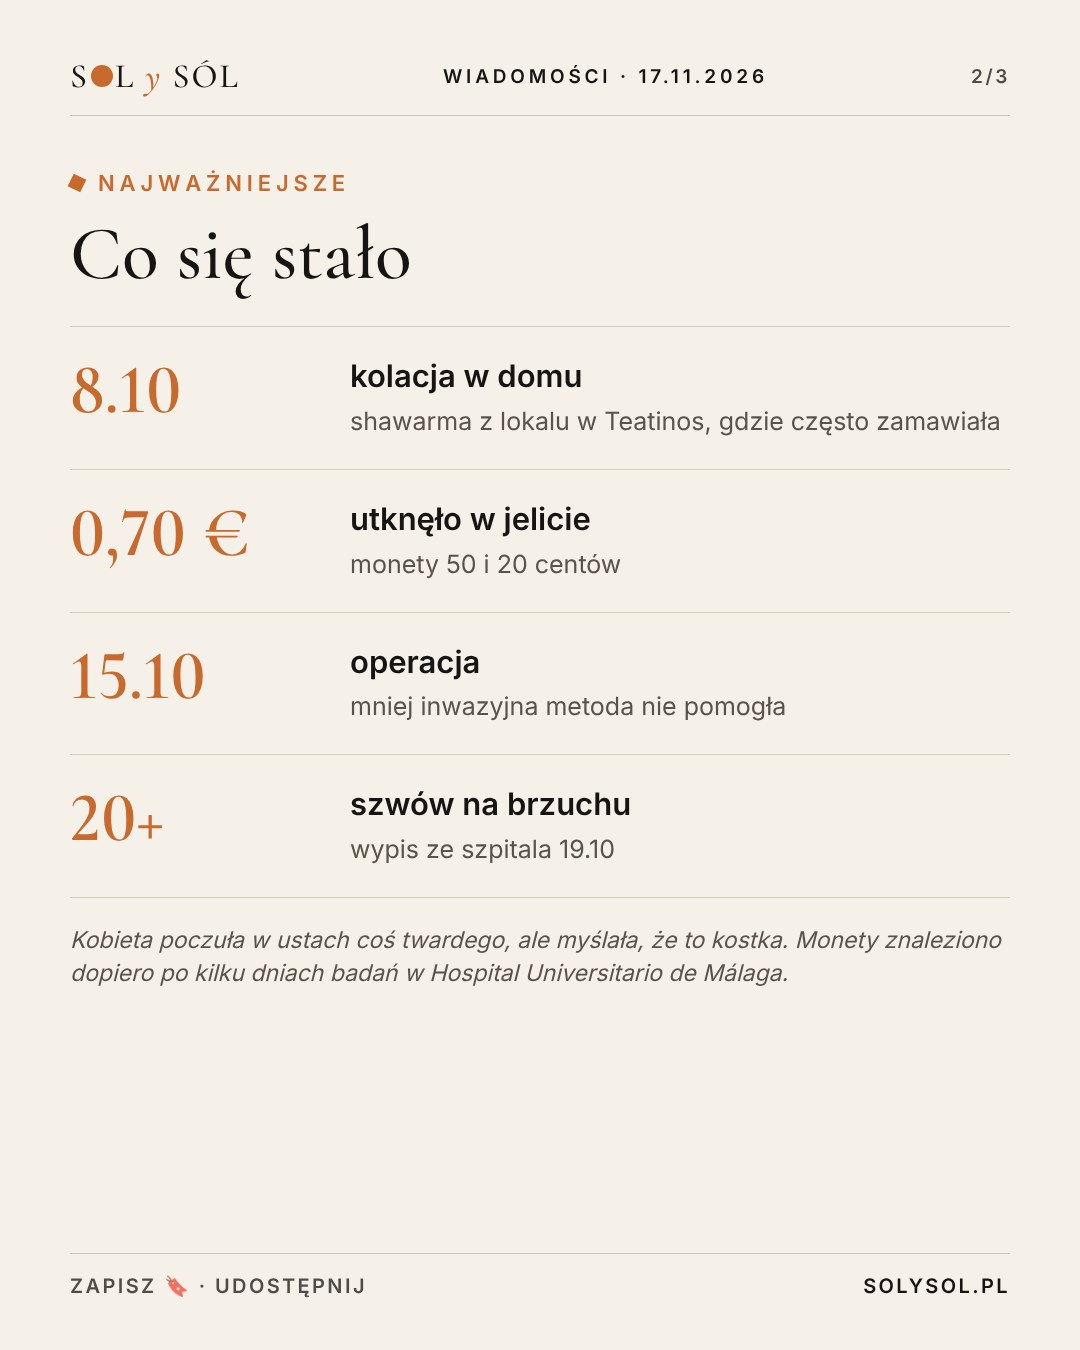 SOL y SÓL
WIADOMOŚCI · 17.11.2026
2/3
NAJWAŻNIEJSZE
Co się stało
8.10
kolacja w domu
shawarma z lokalu w Teatinos, gdzie często zamawiała
0,70 €
utknęło w jelicie
monety 50 i 20 centów
15.10
operacja
mniej inwazyjna metoda nie pomogła
20+
szwów na brzuchu
wypis ze szpitala 19.10
Kobieta poczuła w ustach coś twardego, ale myślała, że to kostka. Monety znaleziono
dopiero po kilku dniach badań w Hospital Universitario de Málaga.
ZAPISZ 🔖 · UDOSTĘPNIJ
SOLYSOL.PL